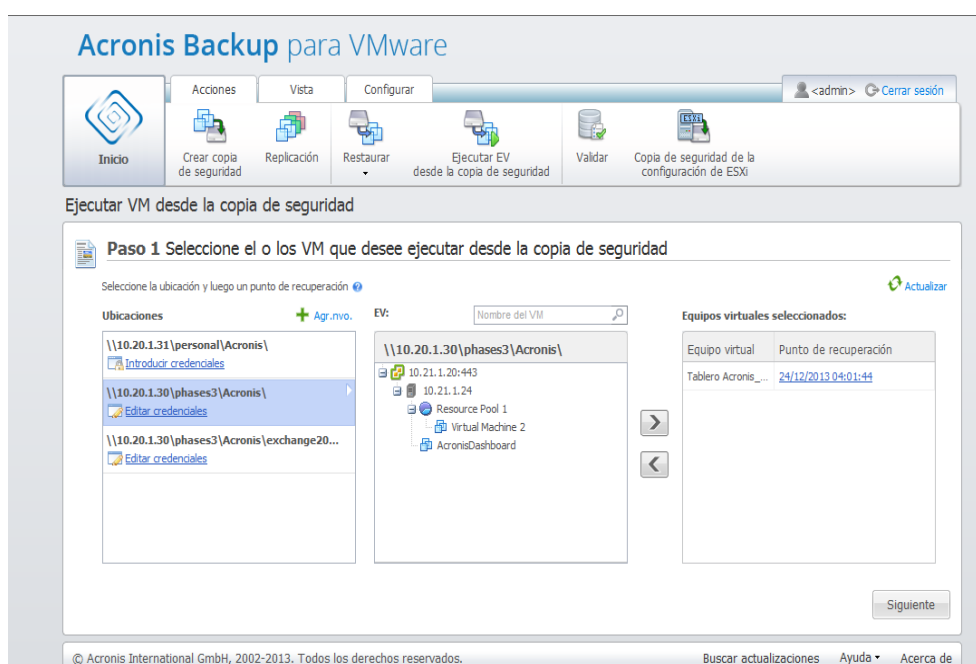 Acronis Backup para VMware
Acciones
Vista
Configurar
<admin>
Cerrar sesión
Inicio
Crear copia
de seguridad
Replicación
Restaurar
Ejecutar EV
desde la copia de seguridad
Validar
ESXi
Copia de seguridad de la
configuración de ESXi
Ejecutar VM desde la copia de seguridad
Paso 1 Seleccione el o los VM que desee ejecutar desde la copia de seguridad
Seleccione la ubicación y luego un punto de recuperación
Actualizar
Ubicaciones
Agr.nvo.
\\10.20.1.31\personal\Acronis\
Introducir credenciales
\\10.20.1.30\phases3\Acronis\
Editar credenciales
\\10.20.1.30\phases3\Acronis\exchange20...
Editar credenciales
EV:
Nombre del VM
\\10.20.1.30\phases3\Acronis\
10.21.1.20:443
10.21.1.24
Resource Pool 1
Virtual Machine 2
AcronisDashboard
Equipos virtuales seleccionados:
Equipo virtual
Punto de recuperación
Tablero Acronis_...
24/12/2013 04:01:44
Siguiente
© Acronis International GmbH, 2002-2013. Todos los derechos reservados.
Buscar actualizaciones
Ayuda
Acerca de